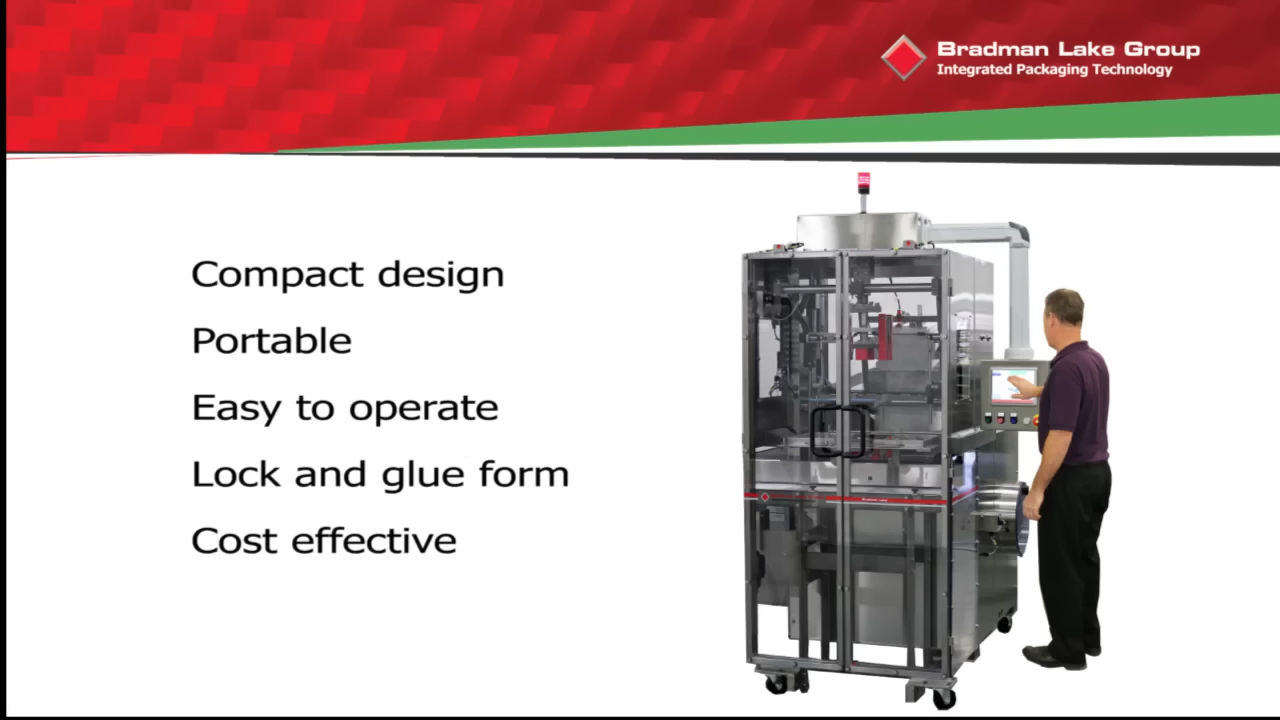 Bradman Lake Group
Integrated Packaging Technology
Compact design
Portable
Easy to operate
Lock and glue form
Cost effective